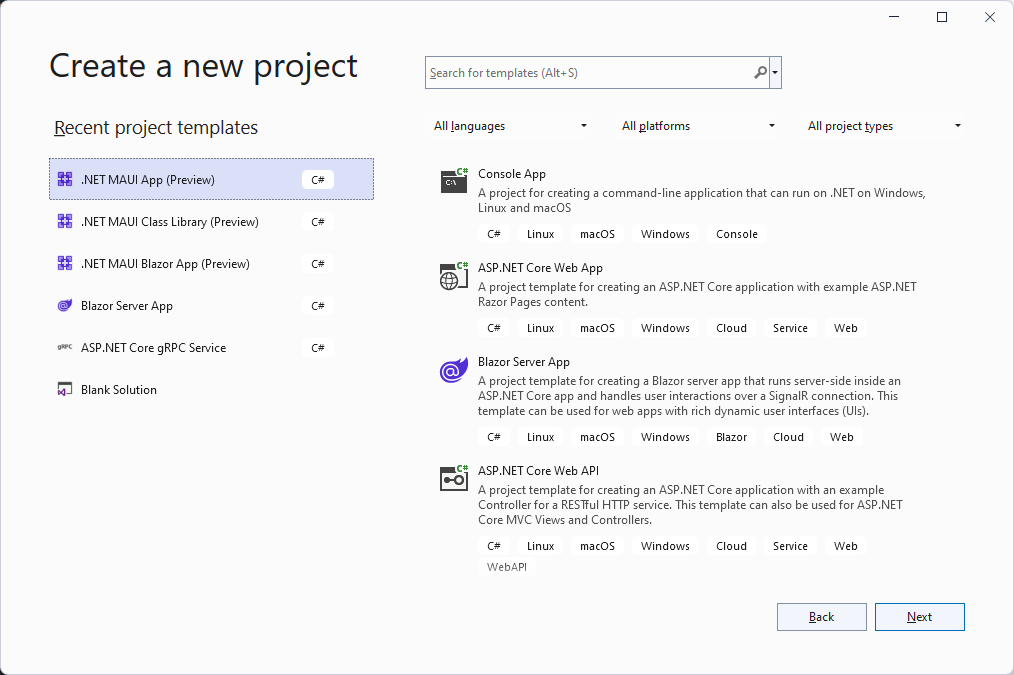 Create a new project
Search for templates (Alt+S)
Recent project templates
All languages
All platforms
All project types
.NET MAUI App (Preview) C#
.NET MAUI Class Library (Preview) C#
.NET MAUI Blazor App (Preview) C#
Blazor Server App C#
gRPC ASP.NET Core gRPC Service C#
Blank Solution
C#
C:\
Console App
A project for creating a command-line application that can run on .NET on Windows,
Linux and macOS
C# Linux macOS Windows Console
C#
ASP.NET Core Web App
A project template for creating an ASP.NET Core application with example ASP.NET
Razor Pages content.
C# Linux macOS Windows Cloud Service Web
@
Blazor Server App
A project template for creating a Blazor server app that runs server-side inside an
ASP.NET Core app and handles user interactions over a SignalR connection. This
template can be used for web apps with rich dynamic user interfaces (UIs).
C# Linux macOS Windows Blazor Cloud Web
C#
ASP.NET Core Web API
A project template for creating an ASP.NET Core application with an example
Controller for a RESTful HTTP service. This template can also be used for ASP.NET
Core MVC Views and Controllers.
C# Linux macOS Windows Cloud Service Web
WebAPI
Back
Next